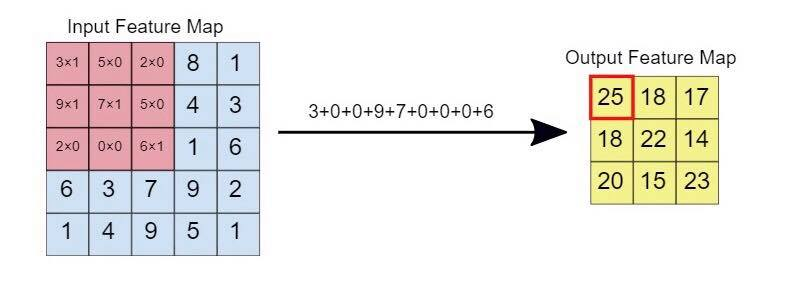 Input Feature Map
3×1 5×0 2×0 8 1
9×1 7×1 5×0 4 3
2×0 0×0 6×1 1 6
6 3 7 9 2
1 4 9 5 1
3+0+0+9+7+0+0+0+6
Output Feature Map
25 18 17
18 22 14
20 15 23